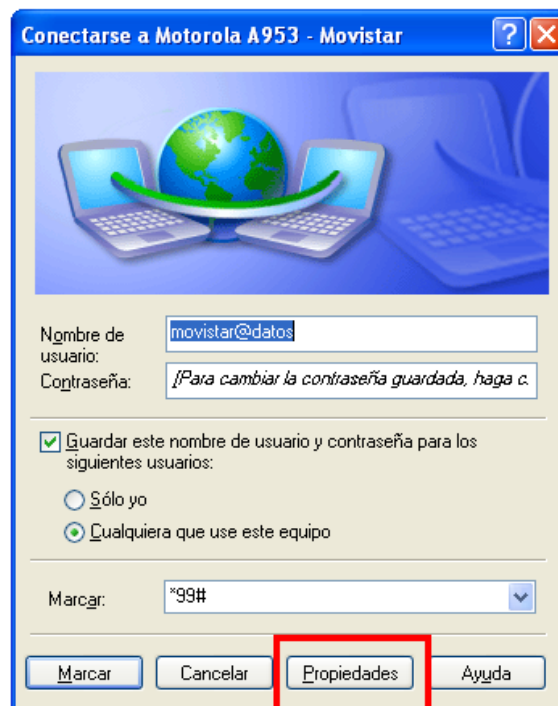 Conectarse a Motorola A953 - Movistar
Nombre de
usuario:
movistar@datos
Contraseña:
[Para cambiar la contraseña guardada, haga c.
Guardar este nombre de usuario y contraseña para los
siguientes usuarios:
Sólo yo
Cualquiera que use este equipo
Marcar:
*99#
Marcar
Cancelar
Propiedades
Ayuda